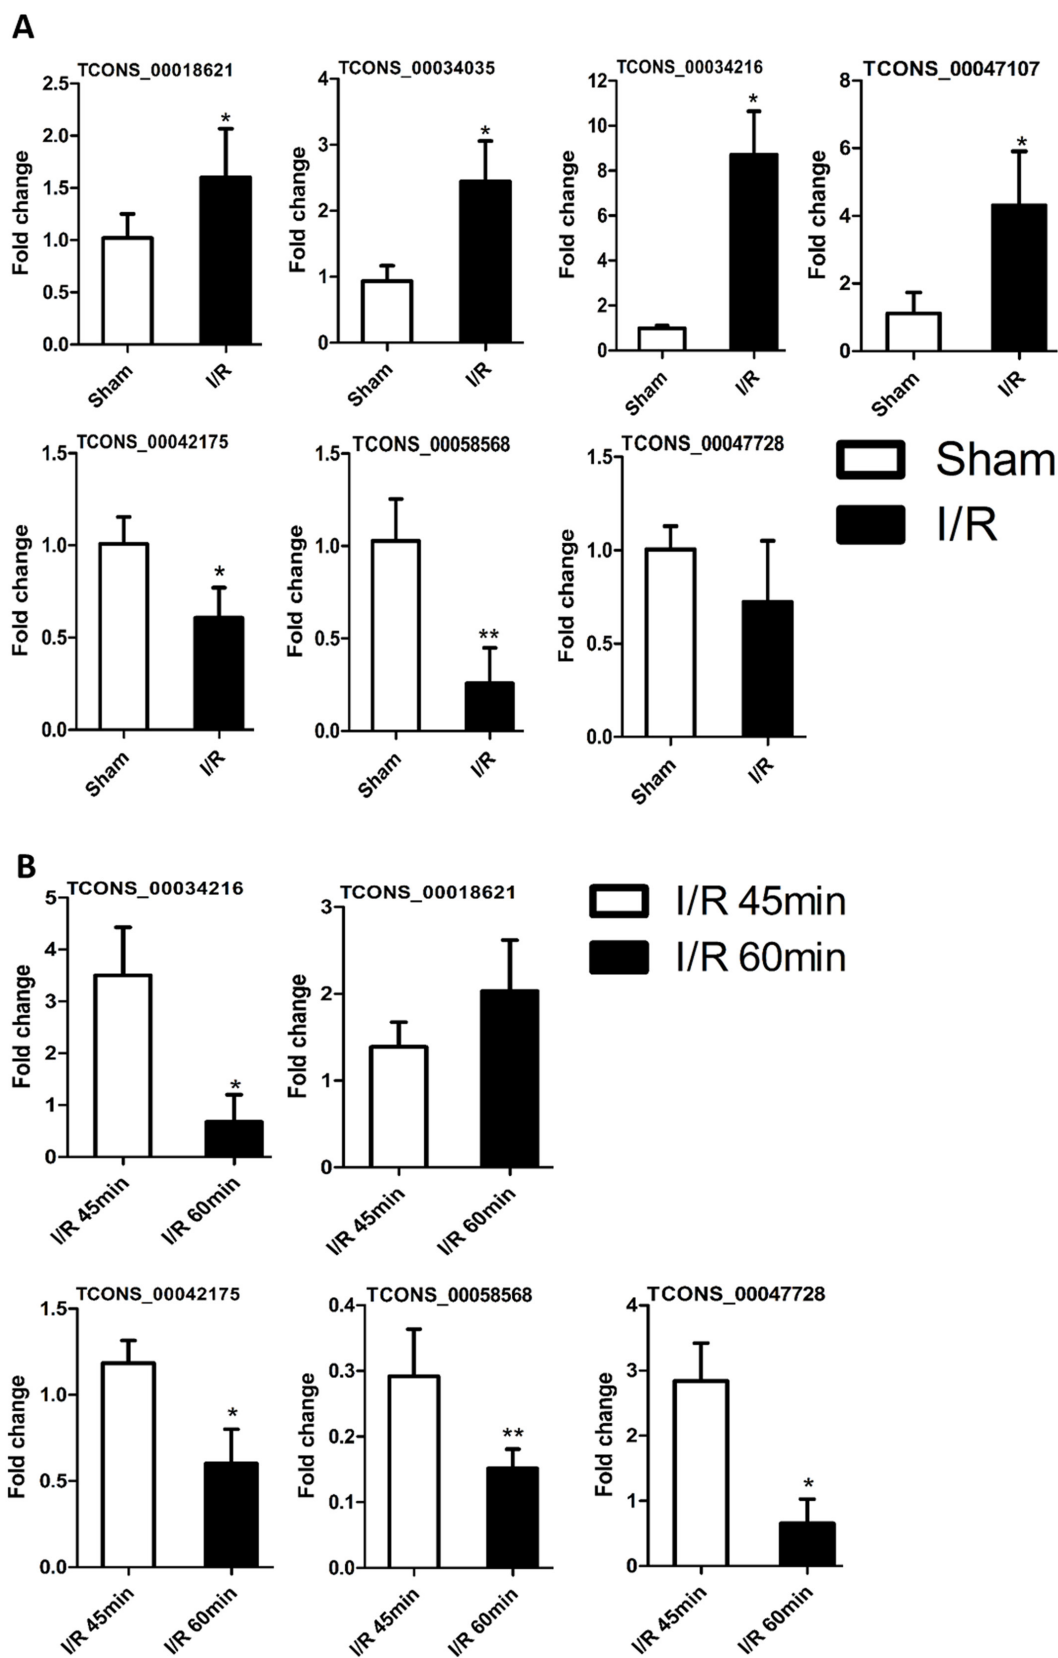 A
TCONS_00018621
2.5
2.0
1.5
1.0
0.5
0.0
Fold change
*
Sham
I/R
TCONS_00034035
4
3
2
1
0
Fold change
*
Sham
I/R
TCONS_00034216
12
10
8
6
4
2
0
Fold change
*
Sham
I/R
TCONS_00047107
8
6
4
2
0
Fold change
*
Sham
I/R
TCONS_00042175
1.5
1.0
0.5
0.0
Fold change
*
Sham
I/R
TCONS_00058568
1.5
1.0
0.5
0.0
Fold change
**
Sham
I/R
TCONS_00047728
1.5
1.0
0.5
0.0
Fold change
Sham
I/R
Sham
I/R
B
TCONS_00034216
5
4
3
2
1
0
Fold change
*
I/R 45min
I/R 60min
TCONS_00018621
3
2
1
0
Fold change
I/R 45min
I/R 60min
I/R 45min
I/R 60min
TCONS_00042175
1.5
1.0
0.5
0.0
Fold change
*
I/R 45min
I/R 60min
TCONS_00058568
0.4
0.3
0.2
0.1
0.0
Fold change
**
I/R 45min
I/R 60min
TCONS_00047728
4
3
2
1
0
Fold change
*
I/R 45min
I/R 60min